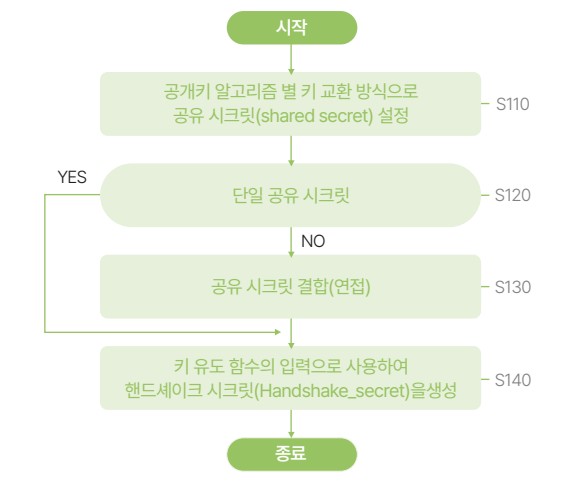 시작
공개키 알고리즘 별 키 교환 방식으로
공유 시크릿(shared secret) 설정
S110
YES
단일 공유 시크릿
S120
NO
공유 시크릿 결합(연접)
S130
키 유도 함수의 입력으로 사용하여
핸드셰이크 시크릿(Handshake_secret)을생성
S140
종료